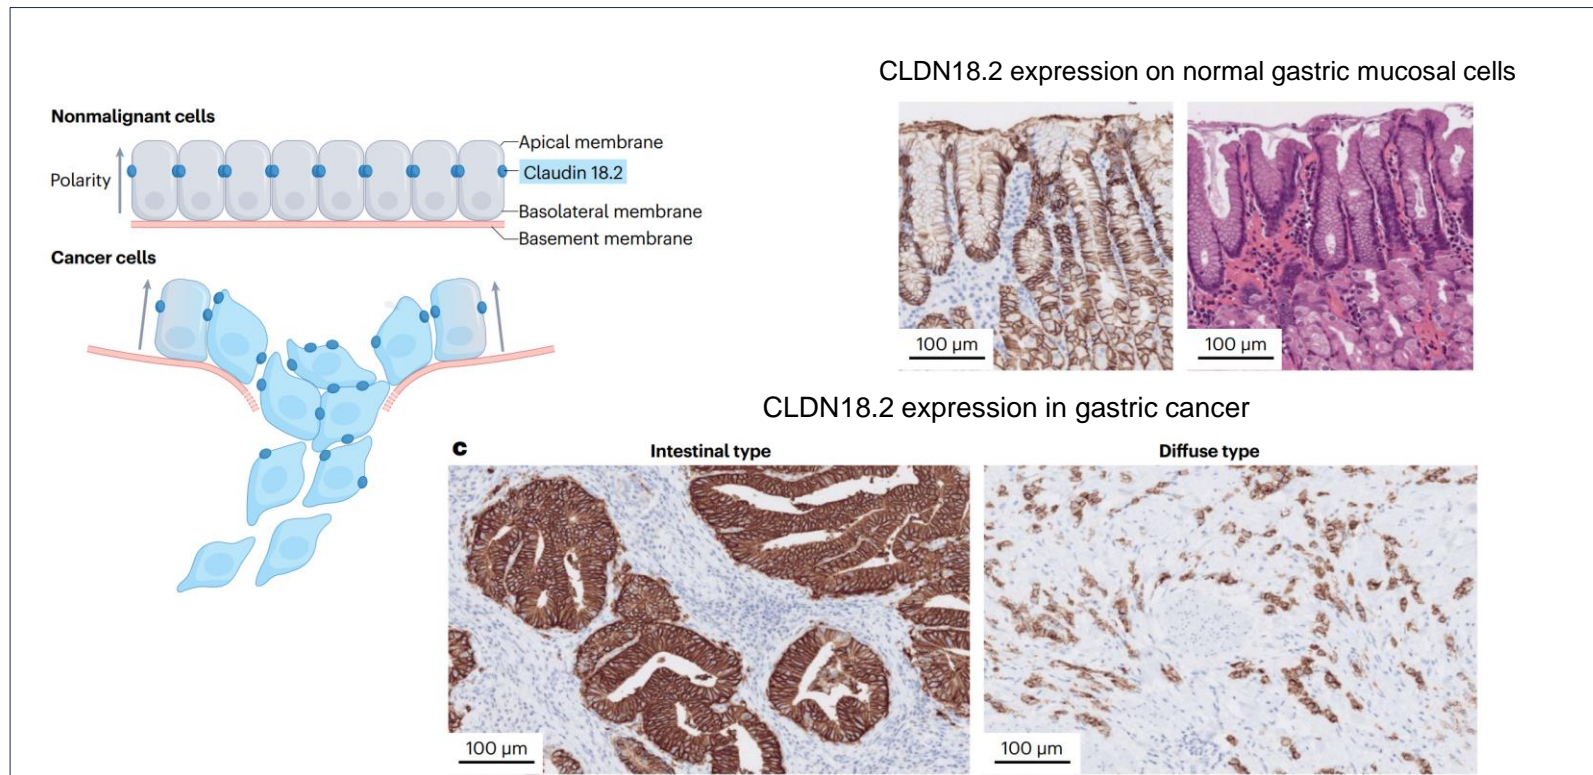 Nonmalignant cells
Polarity
Apical membrane
Claudin 18.2
Basolateral membrane
Basement membrane
Cancer cells
CLDN18.2 expression on normal gastric mucosal cells
100 µm
100 µm
CLDN18.2 expression in gastric cancer
c
Intestinal type
Diffuse type
100 µm
100 µm